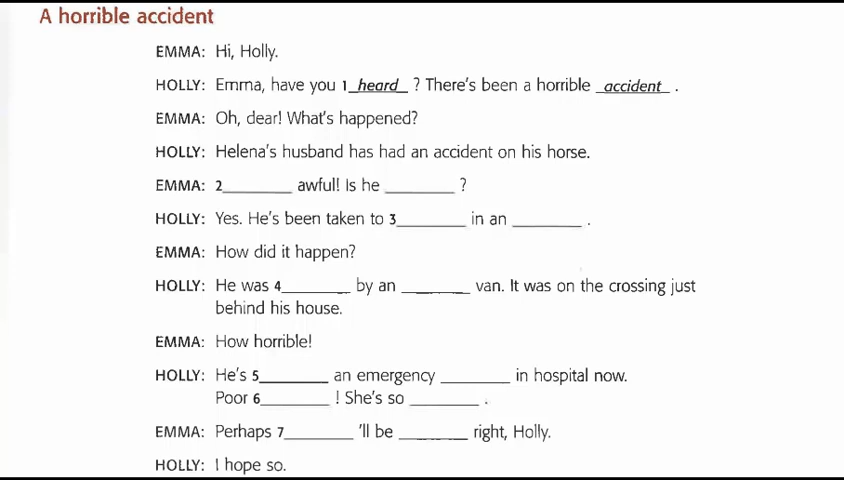 A horrible accident
EMMA: Hi, Holly.
HOLLY: Emma, have you 1 heard ? There's been a horrible accident .
EMMA: Oh, dear! What's happened?
HOLLY: Helena's husband has had an accident on his horse.
EMMA: 2________ awful! Is he ________ ?
HOLLY: Yes. He's been taken to 3________ in an ________ .
EMMA: How did it happen?
HOLLY: He was 4________ by an ________ van. It was on the crossing just
behind his house.
EMMA: How horrible!
HOLLY: He's 5________ an emergency ________ in hospital now.
Poor 6________ ! She's so ________ .
EMMA: Perhaps 7________ 'll be ________ right, Holly.
HOLLY: I hope so.